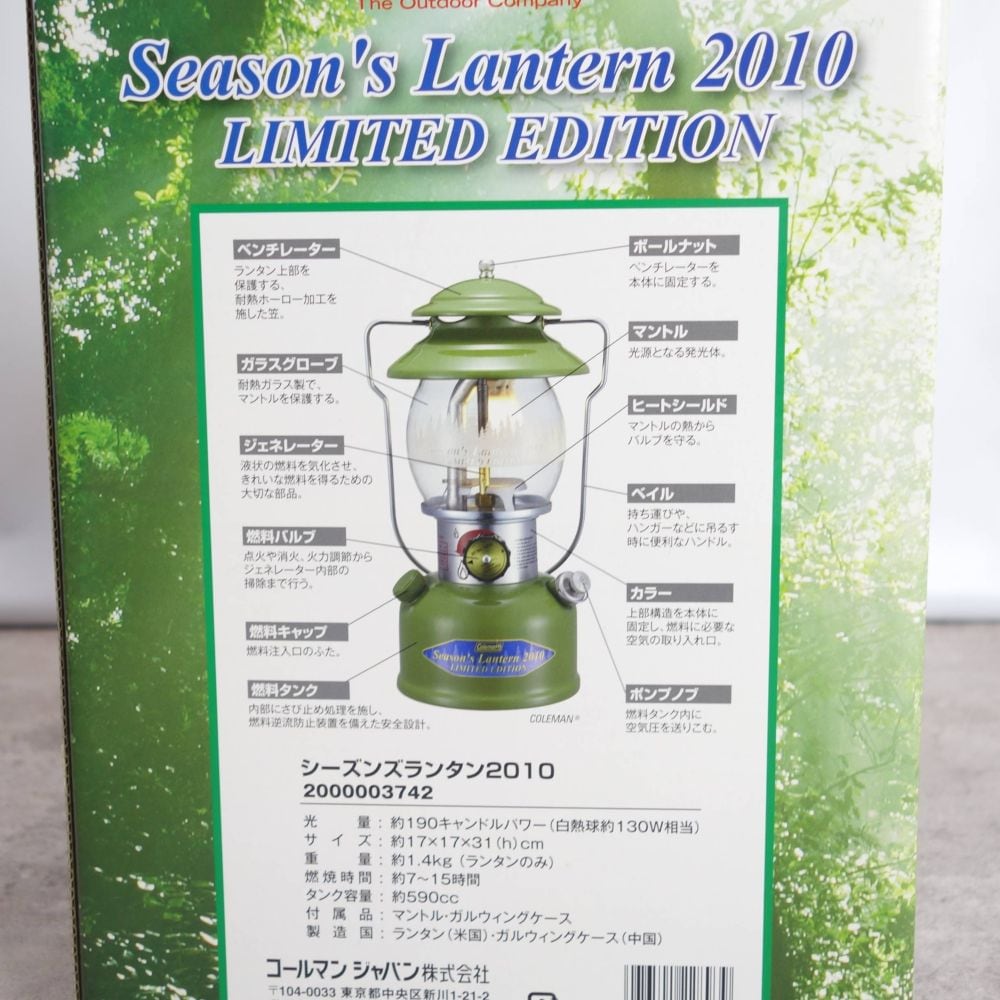 The Outdoor Company
Season's Lantern 2010
LIMITED EDITION
ベンチレーター
ランタン上部を
保護する、
耐熱ホーロー加工を
施した笠。
ガラスグローブ
耐熱ガラス製で、
マントルを保護する。
ジェネレーター
液状の燃料を気化させ、
きれいな燃料を得るための
大切な部品。
燃料バルブ
点火や消火、火力調節から
ジェネレーター内部の
掃除まで行う。
燃料キャップ
燃料注入口のふた。
燃料タンク
内部にさび止め処理を施し、
燃料逆流防止装置を備えた安全設計。
ボールナット
ベンチレーターを
本体に固定する。
マントル
光源となる発光体。
ヒートシールド
マントルの熱から
バルブを守る。
ベイル
持ち運びや、
ハンガーなどに吊るす
時に便利なハンドル。
カラー
上部構造を本体に
固定し、燃料に必要な
空気の取り入れ口。
ポンプノブ
燃料タンク内に
空気圧を送りこむ。
Coleman
Season's Lantern 2010
LIMITED EDITION
COLEMAN®
シーズンズランタン2010
2000003742
光量：約190キャンドルパワー（白熱球約130W相当）
サイズ：約17×17×31(h)cm
重量：約1.4kg（ランタンのみ）
燃焼時間：約7〜15時間
タンク容量：約590cc
付属品：マントル・ガルウィングケース
製造国：ランタン（米国）・ガルウィングケース（中国）
コールマン ジャパン株式会社
〒104-0033 東京都中央区新川1-21-2